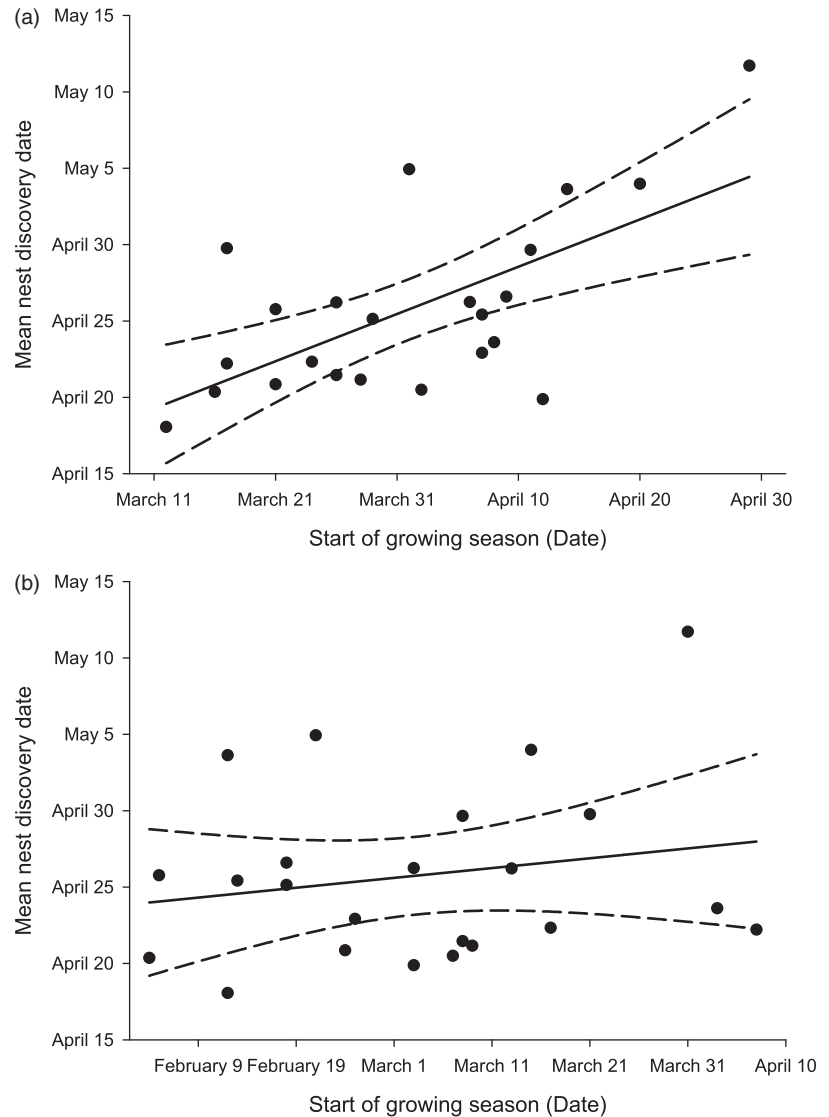 (a)
May 15
May 10
May 5
April 30
April 25
April 20
April 15
Mean nest discovery date
March 11 March 21 March 31 April 10 April 20 April 30
Start of growing season (Date)
(b)
May 15
May 10
May 5
April 30
April 25
April 20
April 15
Mean nest discovery date
February 9 February 19 March 1 March 11 March 21 March 31 April 10
Start of growing season (Date)